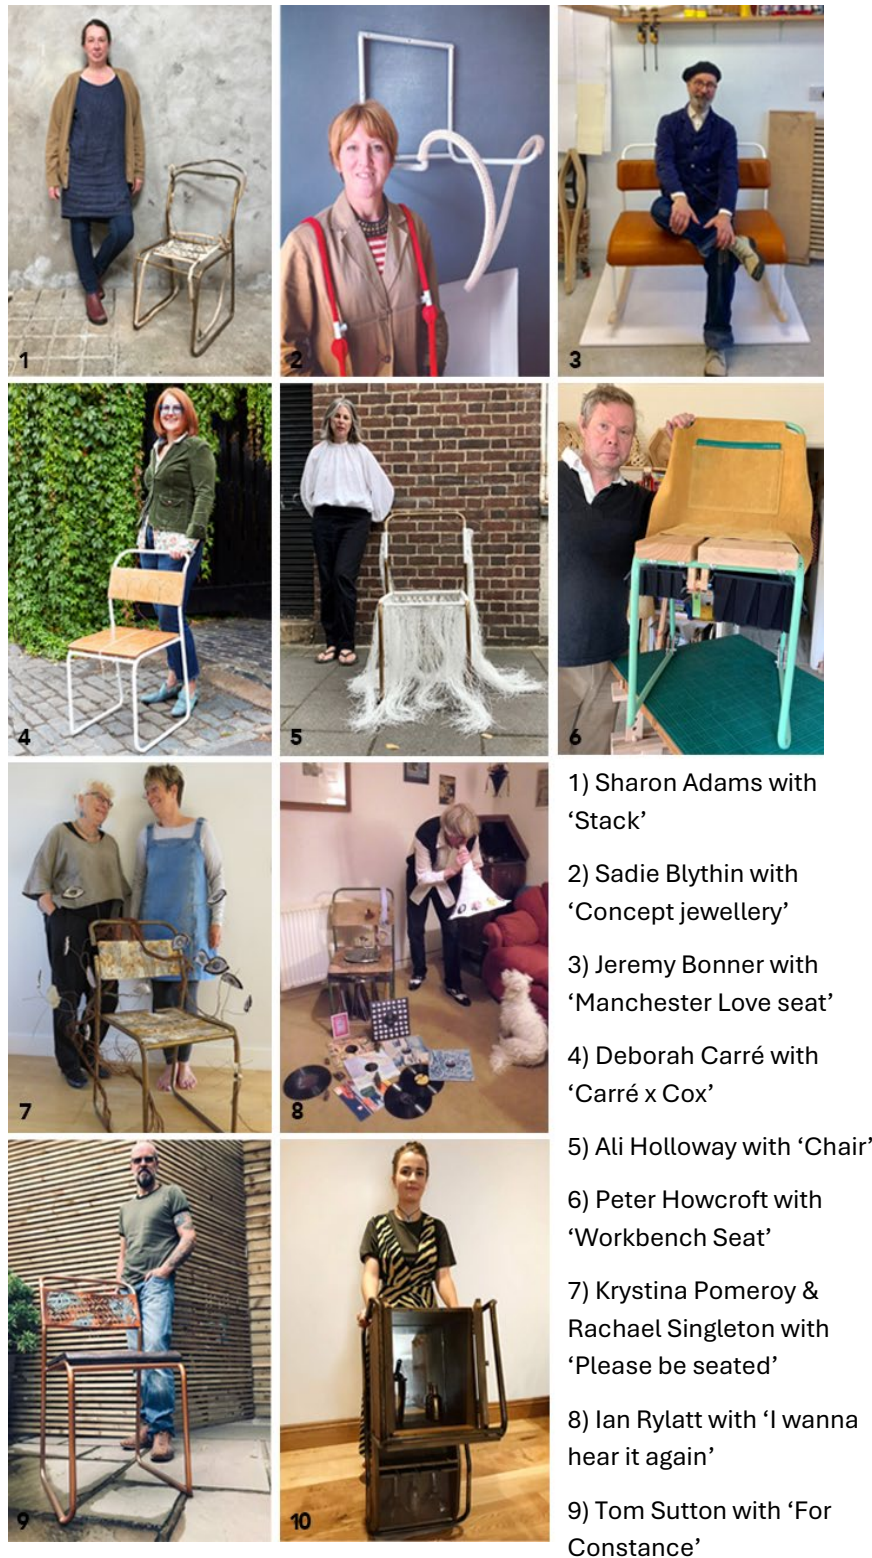 1
2
3
4
5
6
7
8
9
10
1) Sharon Adams with
‘Stack’
2) Sadie Blythin with
‘Concept jewellery’
3) Jeremy Bonner with
‘Manchester Love seat’
4) Deborah Carré with
‘Carré x Cox’
5) Ali Holloway with ‘Chair’
6) Peter Howcroft with
‘Workbench Seat’
7) Krystina Pomeroy &
Rachael Singleton with
‘Please be seated’
8) Ian Rylatt with ‘I wanna
hear it again’
9) Tom Sutton with ‘For
Constance’